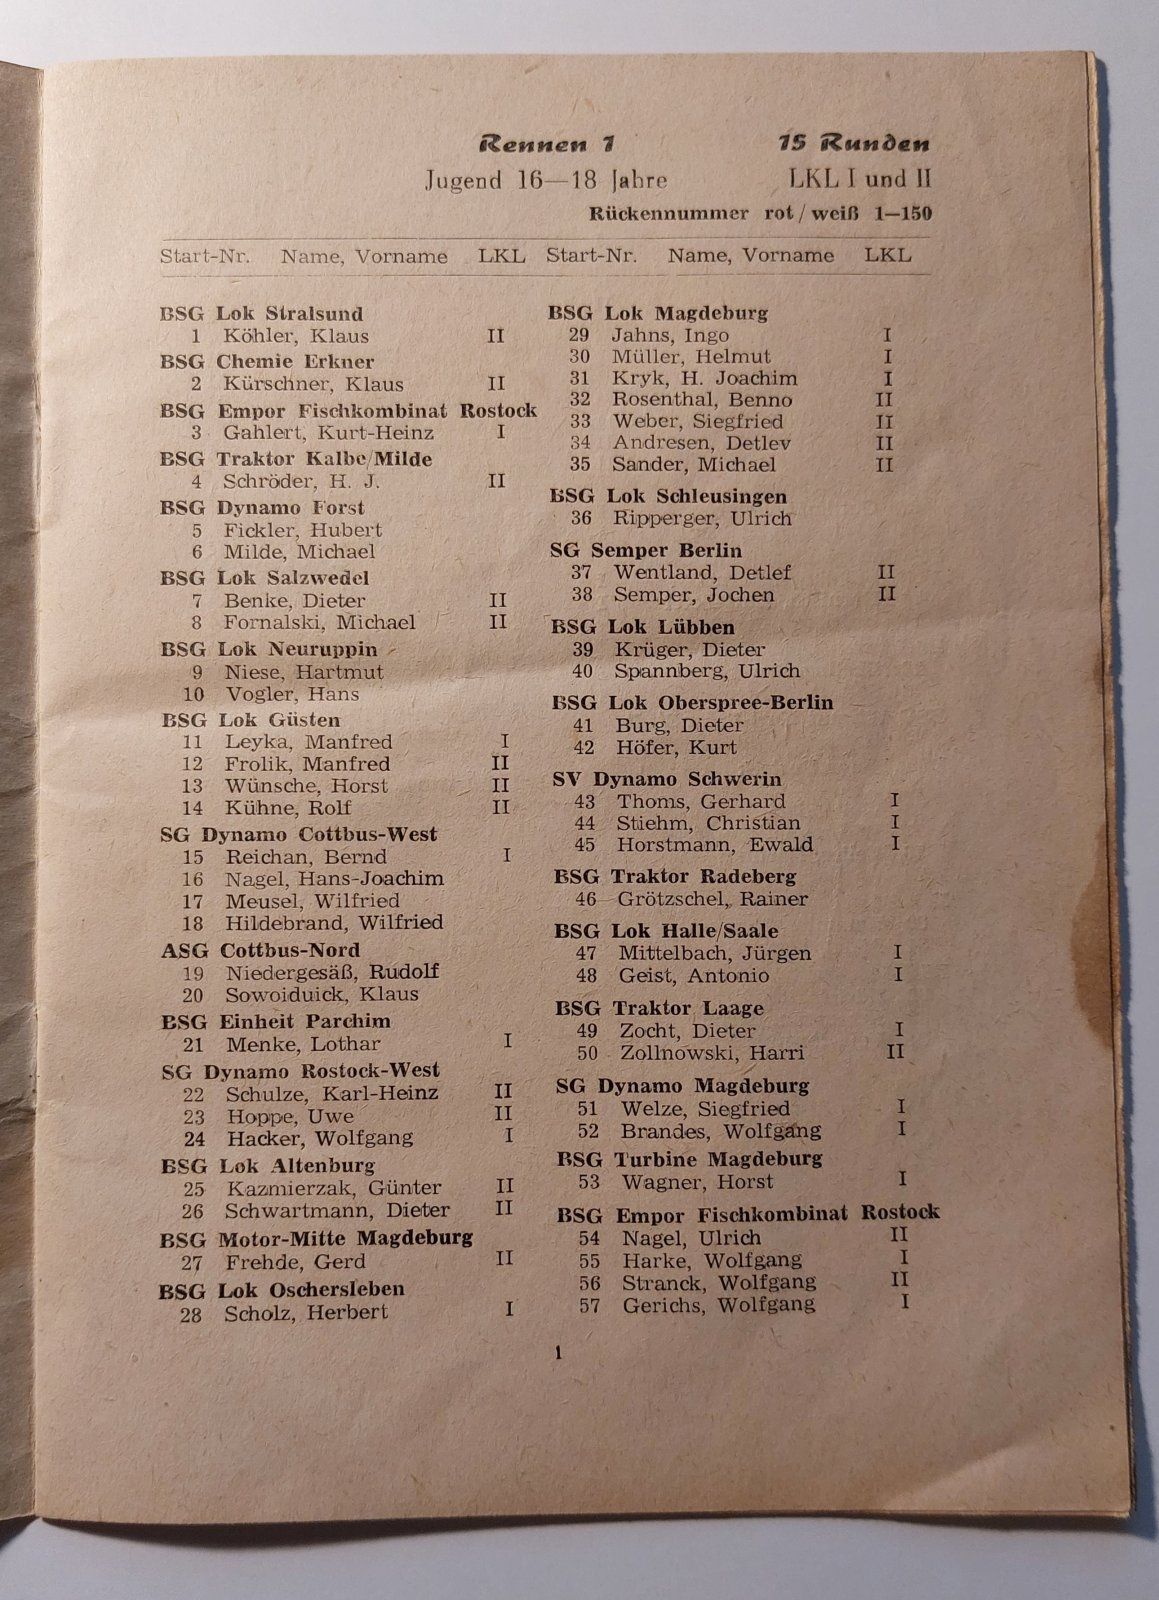 Rennen 1 15 Runden
Jugend 16—18 Jahre LKL I und II
Rückennummer rot / weiß 1—150
Start-Nr. Name, Vorname LKL Start-Nr. Name, Vorname LKL
BSG Lok Stralsund
1 Köhler, Klaus II
BSG Chemie Erkner
2 Kürschner, Klaus II
BSG Empor Fischkombinat Rostock
3 Gahlert, Kurt-Heinz I
BSG Traktor Kalbe/Milde
4 Schröder, H. J. II
BSG Dynamo Forst
5 Fickler, Hubert
6 Milde, Michael
BSG Lok Salzwedel
7 Benke, Dieter II
8 Fornalski, Michael II
BSG Lok Neuruppin
9 Niese, Hartmut
10 Vogler, Hans
BSG Lok Güsten
11 Leyka, Manfred I
12 Frolik, Manfred II
13 Wünsche, Horst II
14 Kühne, Rolf II
SG Dynamo Cottbus-West
15 Reichan, Bernd I
16 Nagel, Hans-Joachim
17 Meusel, Wilfried
18 Hildebrand, Wilfried
ASG Cottbus-Nord
19 Niedergesäß, Rudolf
20 Sowoiduick, Klaus
BSG Einheit Parchim
21 Menke, Lothar I
SG Dynamo Rostock-West
22 Schulze, Karl-Heinz II
23 Hoppe, Uwe II
24 Hacker, Wolfgang I
BSG Lok Altenburg
25 Kazmierzak, Günter II
26 Schwartmann, Dieter II
BSG Motor-Mitte Magdeburg
27 Frehde, Gerd II
BSG Lok Oschersleben
28 Scholz, Herbert I
BSG Lok Magdeburg
29 Jahns, Ingo I
30 Müller, Helmut I
31 Kryk, H. Joachim I
32 Rosenthal, Benno II
33 Weber, Siegfried II
34 Andresen, Detlev II
35 Sander, Michael II
BSG Lok Schleusingen
36 Ripperger, Ulrich
SG Semper Berlin
37 Wentland, Detlef II
38 Semper, Jochen II
BSG Lok Lübben
39 Krüger, Dieter
40 Spannberg, Ulrich
BSG Lok Oberspree-Berlin
41 Burg, Dieter
42 Höfer, Kurt
SV Dynamo Schwerin
43 Thoms, Gerhard I
44 Stiehm, Christian I
45 Horstmann, Ewald I
BSG Traktor Radeberg
46 Grötzschel, Rainer
BSG Lok Halle/Saale
47 Mittelbach, Jürgen I
48 Geist, Antonio I
BSG Traktor Laage
49 Zocht, Dieter I
50 Zollnowski, Harri II
SG Dynamo Magdeburg
51 Welze, Siegfried I
52 Brandes, Wolfgang I
BSG Turbine Magdeburg
53 Wagner, Horst I
BSG Empor Fischkombinat Rostock
54 Nagel, Ulrich II
55 Harke, Wolfgang I
56 Stranck, Wolfgang II
57 Gerichs, Wolfgang I
1